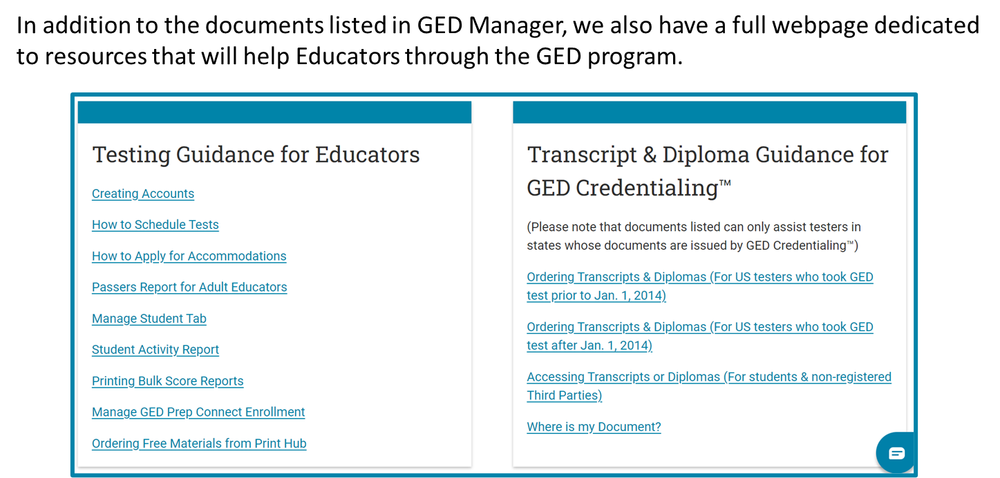 In addition to the documents listed in GED Manager, we also have a full webpage dedicated
to resources that will help Educators through the GED program.
Testing Guidance for Educators
Creating Accounts
How to Schedule Tests
How to Apply for Accommodations
Passers Report for Adult Educators
Manage Student Tab
Student Activity Report
Printing Bulk Score Reports
Manage GED Prep Connect Enrollment
Ordering Free Materials from Print Hub
Transcript & Diploma Guidance for
GED Credentialing™
(Please note that documents listed can only assist testers in
states whose documents are issued by GED Credentialing™)
Ordering Transcripts & Diplomas (For US testers who took GED
test prior to Jan. 1, 2014)
Ordering Transcripts & Diplomas (For US testers who took GED
test after Jan. 1, 2014)
Accessing Transcripts or Diplomas (For students & non-registered
Third Parties)
Where is my Document?